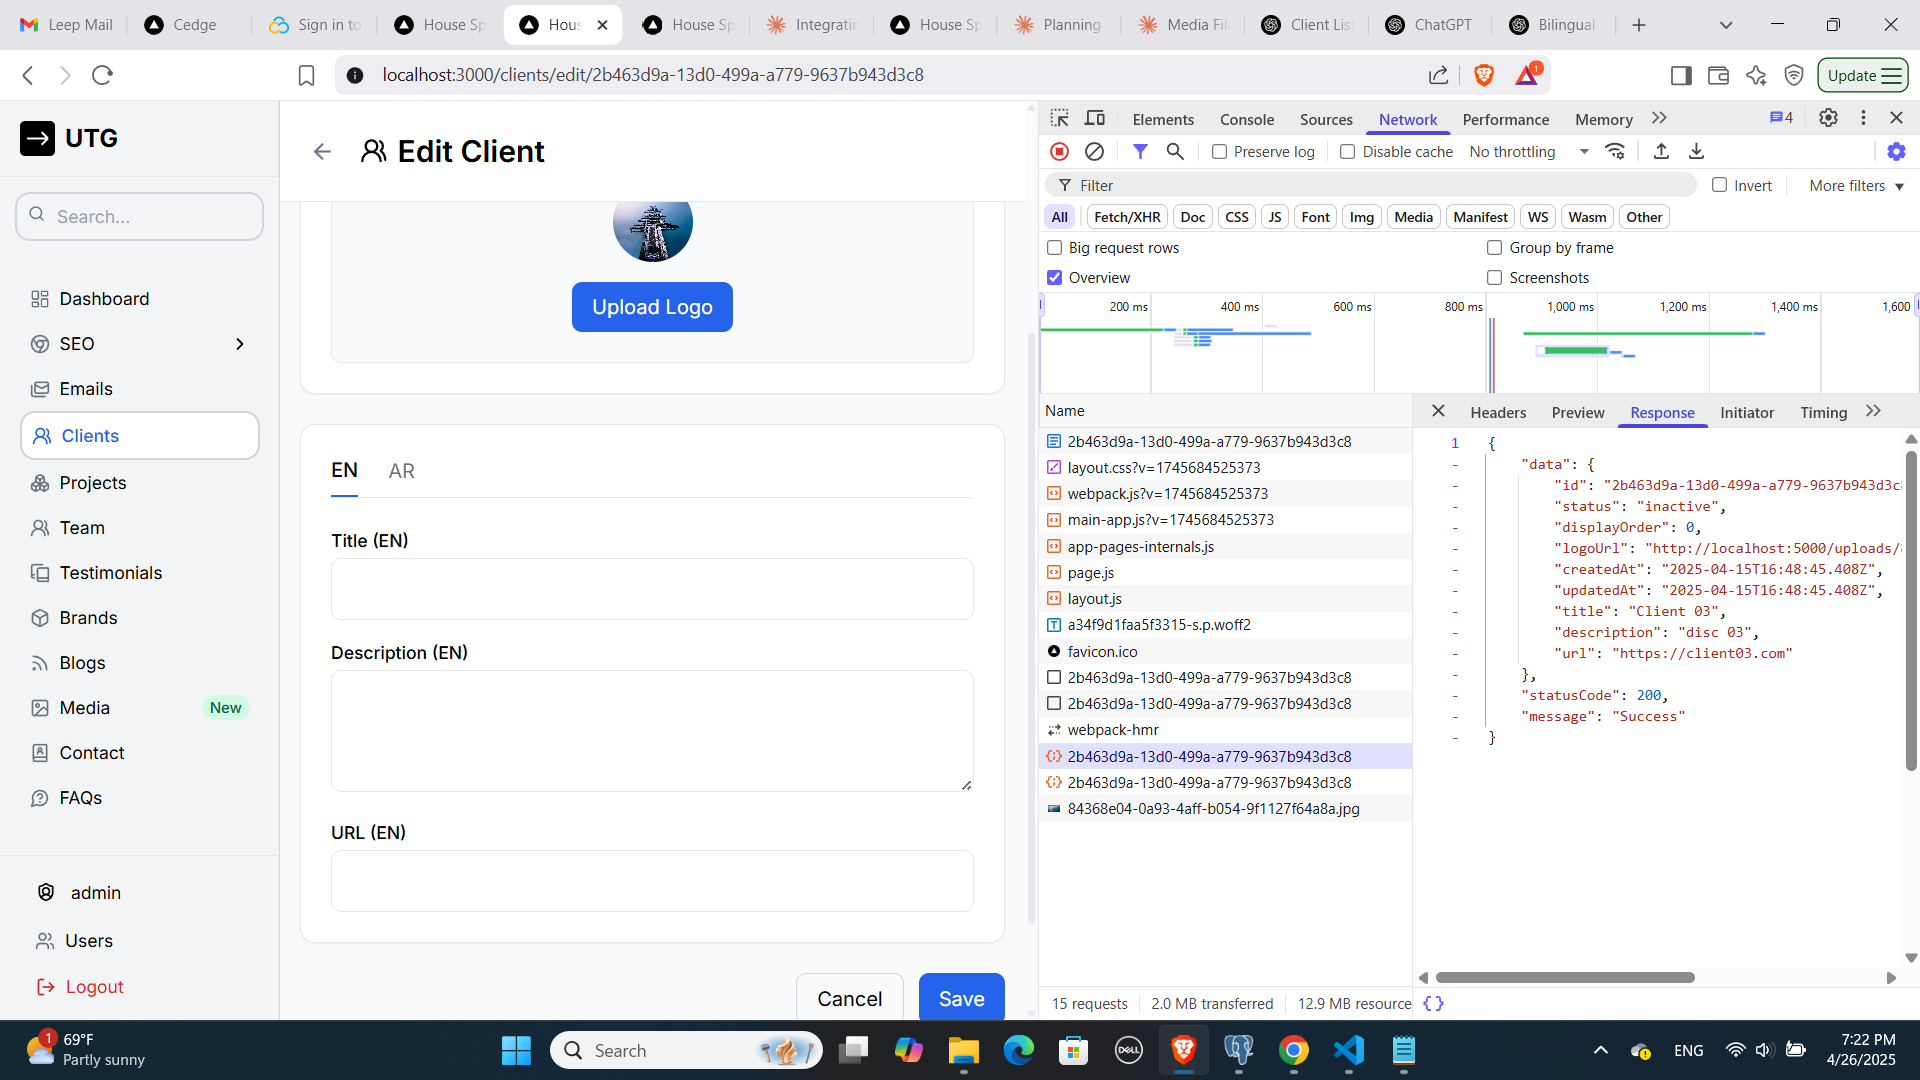 Leep Mail
Cedge
Sign in to
House Sp
Hous
House Sp
Integratin
House Sp
Planning
Media Fil
Client List
ChatGPT
Bilingual
localhost:3000/clients/edit/2b463d9a-13d0-499a-a779-9637b943d3c8
1
Update
UTG
Search...
Dashboard
SEO
Emails
Clients
Projects
Team
Testimonials
Brands
Blogs
Media
New
Contact
FAQs
admin
Users
Logout
Edit Client
Upload Logo
EN
AR
Title (EN)
Description (EN)
URL (EN)
Cancel
Save
Elements
Console
Sources
Network
Performance
Memory
4
Preserve log
Disable cache
No throttling
Filter
Invert
More filters
All
Fetch/XHR
Doc
CSS
JS
Font
Img
Media
Manifest
WS
Wasm
Other
Big request rows
Group by frame
Overview
Screenshots
200 ms
400 ms
600 ms
800 ms
1,000 ms
1,200 ms
1,400 ms
1,600
Name
2b463d9a-13d0-499a-a779-9637b943d3c8
layout.css?v=1745684525373
webpack.js?v=1745684525373
main-app.js?v=1745684525373
app-pages-internals.js
page.js
layout.js
a34f9d1faa5f3315-s.p.woff2
favicon.ico
2b463d9a-13d0-499a-a779-9637b943d3c8
2b463d9a-13d0-499a-a779-9637b943d3c8
webpack-hmr
2b463d9a-13d0-499a-a779-9637b943d3c8
2b463d9a-13d0-499a-a779-9637b943d3c8
84368e04-0a93-4aff-b054-9f1127f64a8a.jpg
15 requests
2.0 MB transferred
12.9 MB resource
Headers
Preview
Response
Initiator
Timing
1 {
- "data": {
- "id": "2b463d9a-13d0-499a-a779-9637b943d3c8
- "status": "inactive",
- "displayOrder": 0,
- "logoUrl": "http://localhost:5000/uploads/8
- "createdAt": "2025-04-15T16:48:45.408Z",
- "updatedAt": "2025-04-15T16:48:45.408Z",
- "title": "Client 03",
- "description": "disc 03",
- "url": "https://client03.com"
- },
- "statusCode": 200,
- "message": "Success"
- }
{ }
1
69°F
Partly sunny
Search
DELL
ENG
7:22 PM
4/26/2025